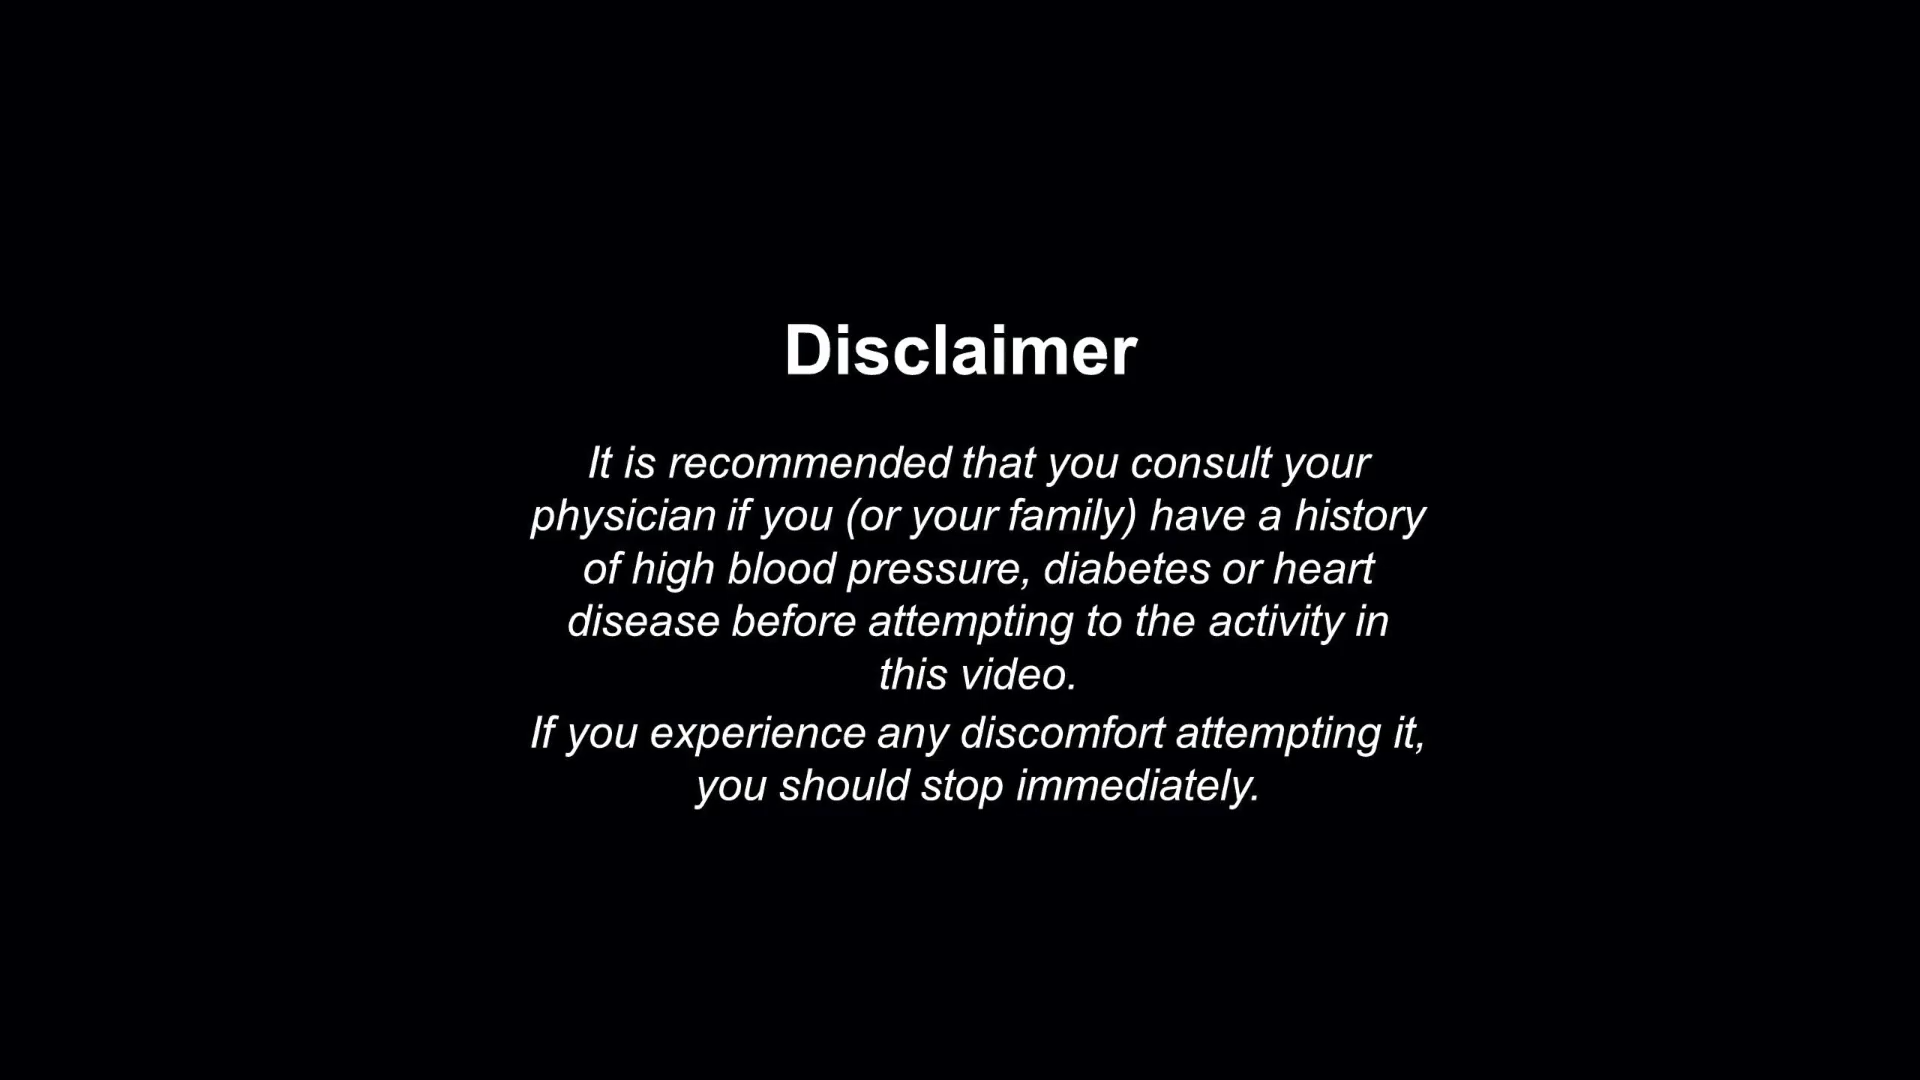 Disclaimer
It is recommended that you consult your
physician if you (or your family) have a history
of high blood pressure, diabetes or heart
disease before attempting to the activity in
this video.
If you experience any discomfort attempting it,
you should stop immediately.